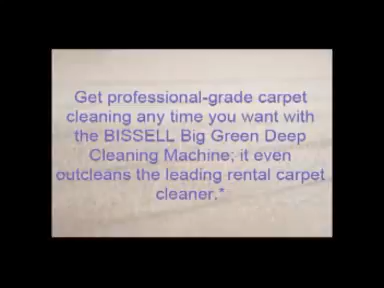 Get professional-grade carpet
cleaning any time you want with
the BISSELL Big Green Deep
Cleaning Machine; it even
outcleans the leading rental carpet
cleaner.*